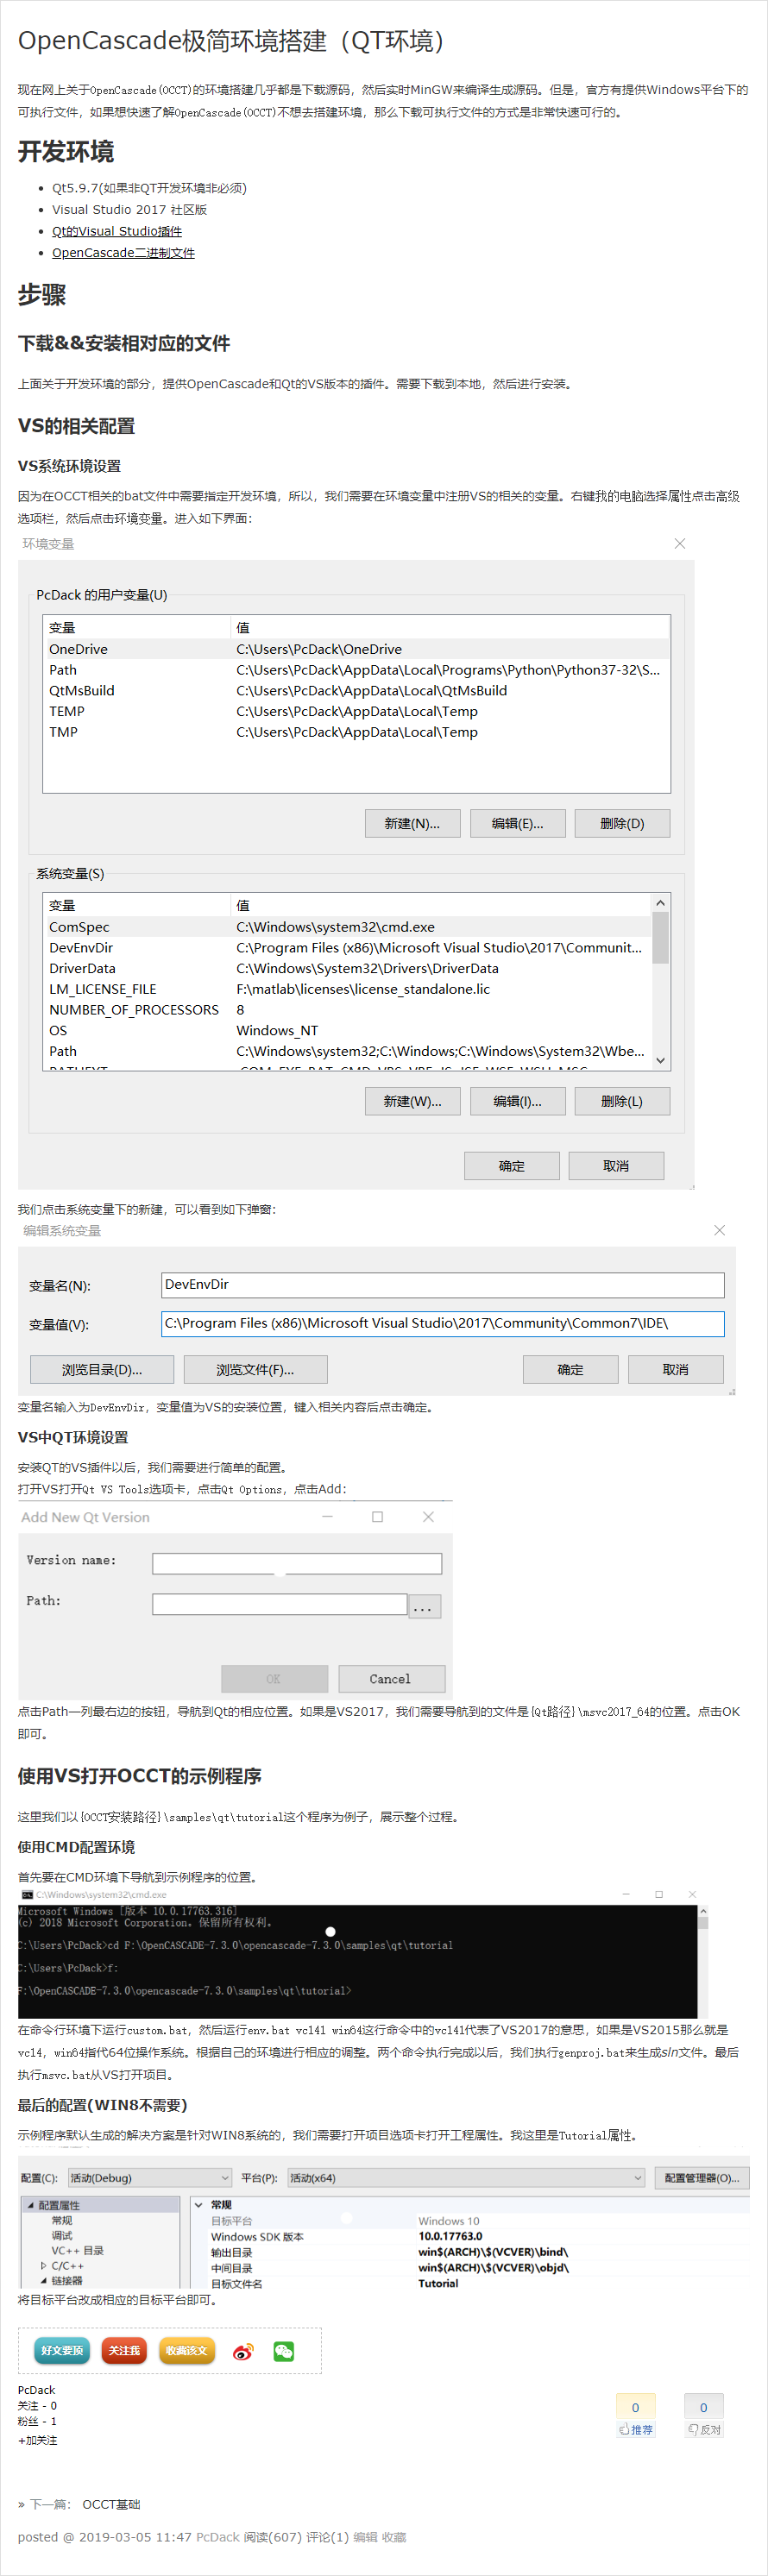 OpenCascade极简环境搭建（QT环境）
现在网上关于OpenCascade(OCCT)的环境搭建几乎都是下载源码，然后实时MinGW来编译生成源码。但是，官方有提供Windows平台下的
可执行文件，如果想快速了解OpenCascade(OCCT)不想去搭建环境，那么下载可执行文件的方式是非常快速可行的。
开发环境
Qt5.9.7(如果非QT开发环境非必须)
Visual Studio 2017 社区版
Qt的Visual Studio插件
OpenCascade二进制文件
步骤
下载&&安装相对应的文件
上面关于开发环境的部分，提供OpenCascade和Qt的VS版本的插件。需要下载到本地，然后进行安装。
VS的相关配置
VS系统环境设置
因为在OCCT相关的bat文件中需要指定开发环境，所以，我们需要在环境变量中注册VS的相关的变量。右键我的电脑选择属性点击高级
选项栏，然后点击环境变量。进入如下界面：
环境变量
PcDack 的用户变量(U)
变量 值
OneDrive C:\Users\PcDack\OneDrive
Path C:\Users\PcDack\AppData\Local\Programs\Python\Python37-32\S...
QtMsBuild C:\Users\PcDack\AppData\Local\QtMsBuild
TEMP C:\Users\PcDack\AppData\Local\Temp
TMP C:\Users\PcDack\AppData\Local\Temp
新建(N)... 编辑(E)... 删除(D)
系统变量(S)
变量 值
ComSpec C:\Windows\system32\cmd.exe
DevEnvDir C:\Program Files (x86)\Microsoft Visual Studio\2017\Communit...
DriverData C:\Windows\System32\Drivers\DriverData
LM_LICENSE_FILE F:\matlab\licenses\license_standalone.lic
NUMBER_OF_PROCESSORS 8
OS Windows_NT
Path C:\Windows\system32;C:\Windows;C:\Windows\System32\Wbe...
新建(W)... 编辑(I)... 删除(L)
确定 取消
我们点击系统变量下的新建，可以看到如下弹窗：
编辑系统变量
变量名(N): DevEnvDir
变量值(V): C:\Program Files (x86)\Microsoft Visual Studio\2017\Community\Common7\IDE\
浏览目录(D)... 浏览文件(F)... 确定 取消
变量名输入为DevEnvDir，变量值为VS的安装位置，键入相关内容后点击确定。
VS中QT环境设置
安装QT的VS插件以后，我们需要进行简单的配置。
打开VS打开Qt VS Tools选项卡，点击Qt Options，点击Add：
Add New Qt Version
Version name:
Path: ...
OK Cancel
点击Path一列最右边的按钮，导航到Qt的相应位置。如果是VS2017，我们需要导航到的文件是{Qt路径}\msvc2017_64的位置。点击OK
即可。
使用VS打开OCCT的示例程序
这里我们以{OCCT安装路径}\samples\qt\tutorial这个程序为例子，展示整个过程。
使用CMD配置环境
首先要在CMD环境下导航到示例程序的位置。
C:\Windows\system32\cmd.exe
Microsoft Windows [版本 10.0.17763.316]
(c) 2018 Microsoft Corporation。保留所有权利。
C:\Users\PcDack>cd F:\OpenCASCADE-7.3.0\opencascade-7.3.0\samples\qt\tutorial
C:\Users\PcDack>f:
F:\OpenCASCADE-7.3.0\opencascade-7.3.0\samples\qt\tutorial>
在命令行环境下运行custom.bat，然后运行env.bat vc141 win64这行命令中的vc141代表了VS2017的意思，如果是VS2015那么就是
vc14，win64指代64位操作系统。根据自己的环境进行相应的调整。两个命令执行完成以后，我们执行genproj.bat来生成sln文件。最后
执行msvc.bat从VS打开项目。
最后的配置(WIN8不需要)
示例程序默认生成的解决方案是针对WIN8系统的，我们需要打开项目选项卡打开工程属性。我这里是Tutorial属性。
配置(C): 活动(Debug) 平台(P): 活动(x64) 配置管理器(O)...
配置属性 常规
常规 目标平台 Windows 10
调试 Windows SDK 版本 10.0.17763.0
VC++ 目录 输出目录 win$(ARCH)\$(VCVER)\bind\
C/C++ 中间目录 win$(ARCH)\$(VCVER)\objd\
链接器 目标文件名 Tutorial
将目标平台改成相应的目标平台即可。
好文要顶 关注我 收藏该文
PcDack
关注 - 0
粉丝 - 1
+加关注
0 0
推荐 反对
» 下一篇： OCCT基础
posted @ 2019-03-05 11:47 PcDack 阅读(607) 评论(1) 编辑 收藏